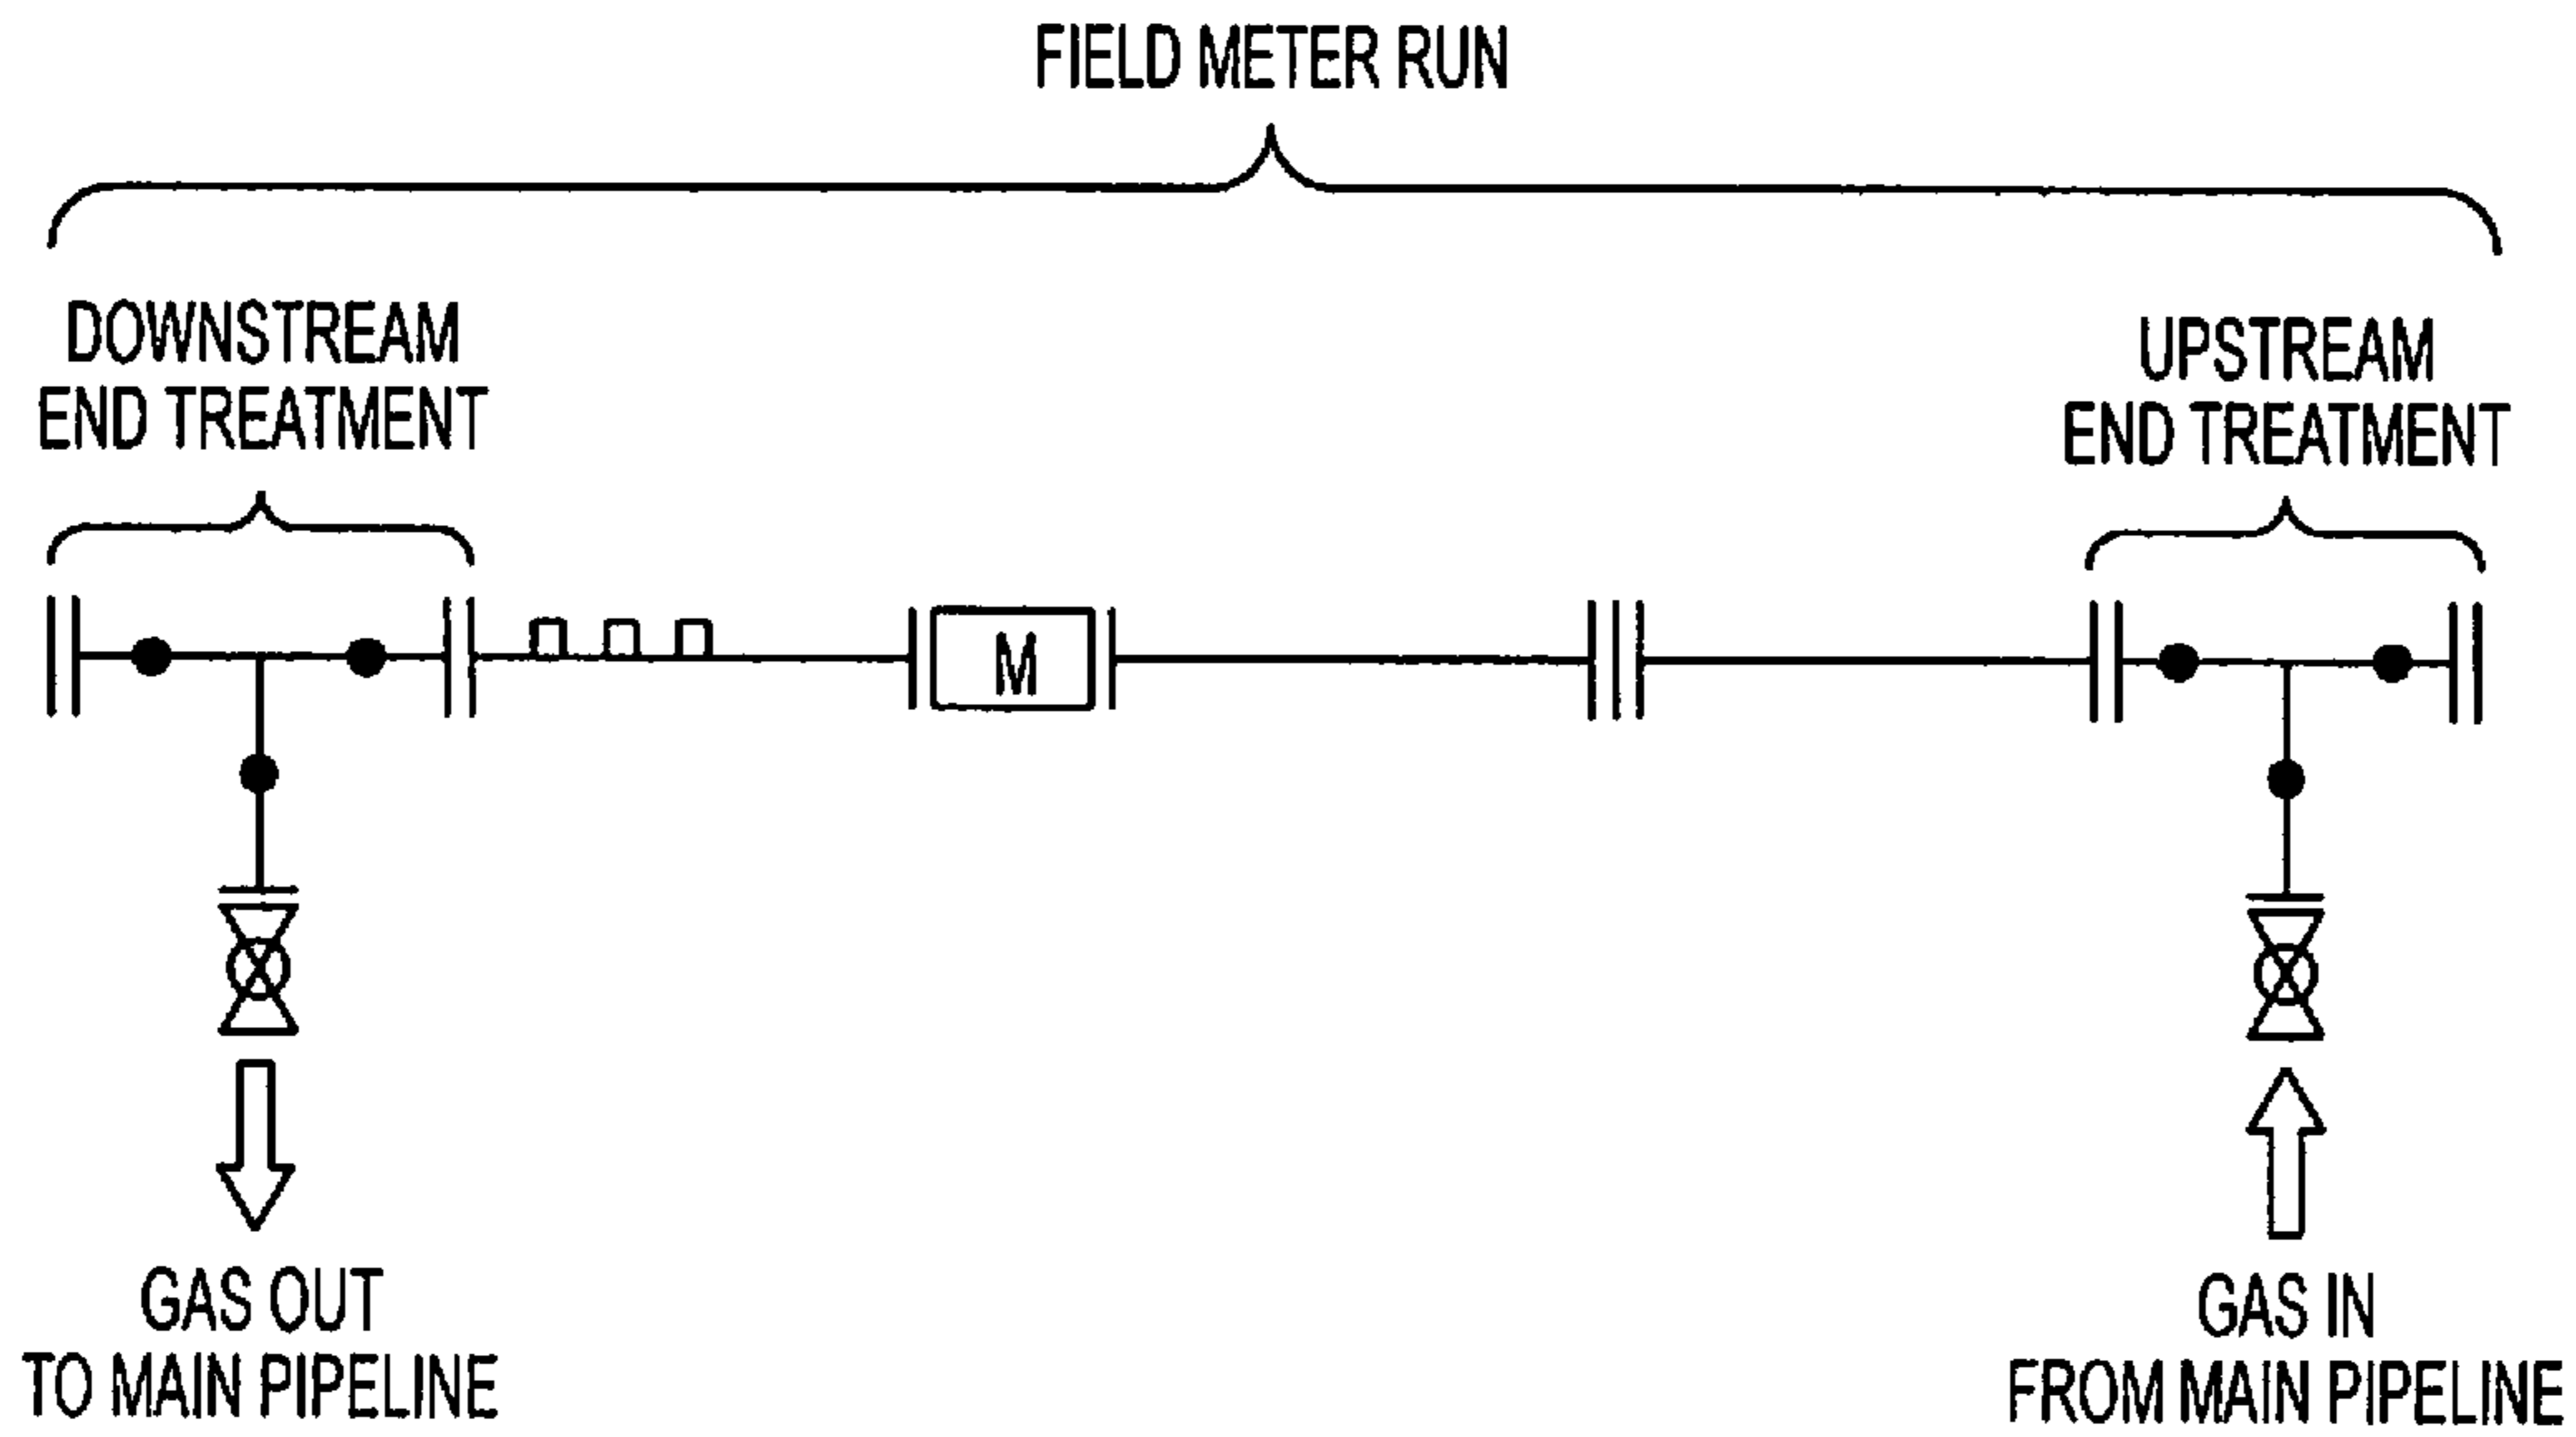 FIELD METER RUN
DOWNSTREAM
END TREATMENT
UPSTREAM
END TREATMENT
M
GAS OUT
TO MAIN PIPELINE
GAS IN
FROM MAIN PIPELINE